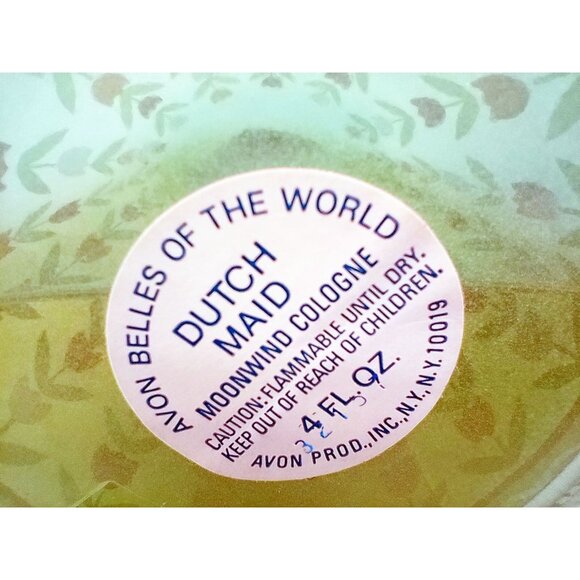 AVON BELLES OF THE WORLD
DUTCH
MAID
MOONWIND COLOGNE
CAUTION: FLAMMABLE UNTIL DRY.
KEEP OUT OF REACH OF CHILDREN.
4 FL OZ.
AVON PROD., INC., N.Y., N.Y. 10019